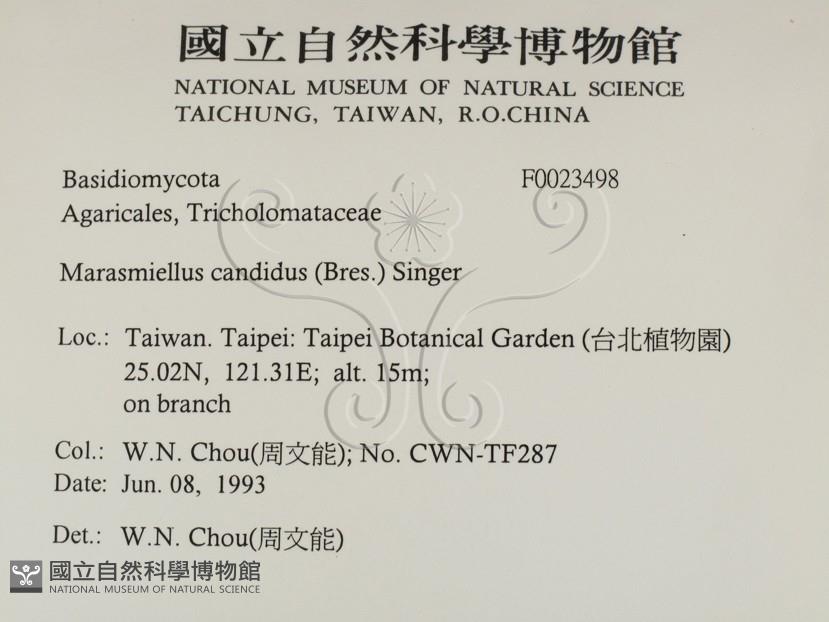 國立自然科學博物館
NATIONAL MUSEUM OF NATURAL SCIENCE
TAICHUNG, TAIWAN, R.O.CHINA
Basidiomycota F0023498
Agaricales, Tricholomataceae
Marasmiellus candidus (Bres.) Singer
Loc.: Taiwan. Taipei: Taipei Botanical Garden (台北植物園)
25.02N, 121.31E; alt. 15m;
on branch
Col.: W.N. Chou(周文能); No. CWN-TF287
Date: Jun. 08, 1993
Det.: W.N. Chou(周文能)
國立自然科學博物館
NATIONAL MUSEUM OF NATURAL SCIENCE